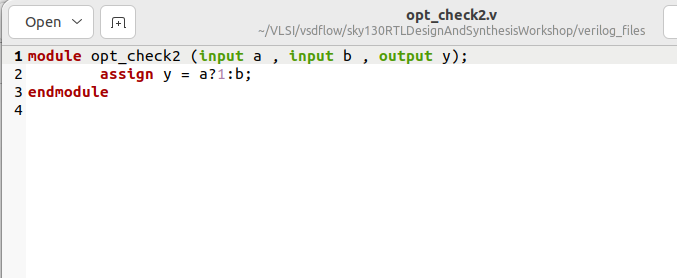 Open
opt_check2.v
~/VLSI/vsdflow/sky130RTLDesignAndSynthesisWorkshop/verilog_files
1 module opt_check2 (input a , input b , output y);
2         assign y = a?1:b;
3 endmodule
4